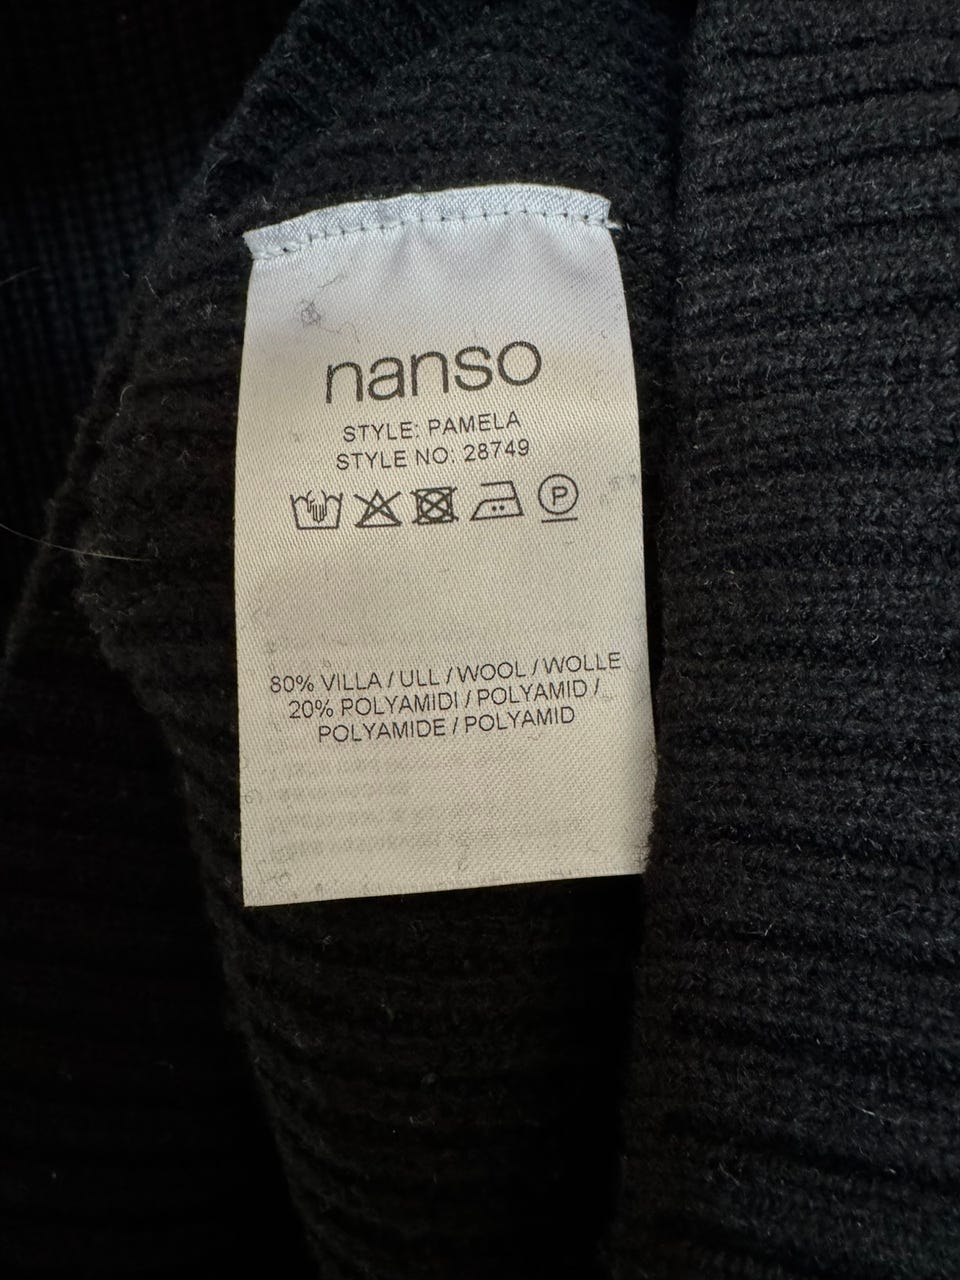 nanso
STYLE: PAMELA
STYLE NO: 28749
P
80% VILLA / ULL / WOOL / WOLLE
20% POLYAMIDI / POLYAMID /
POLYAMIDE / POLYAMID